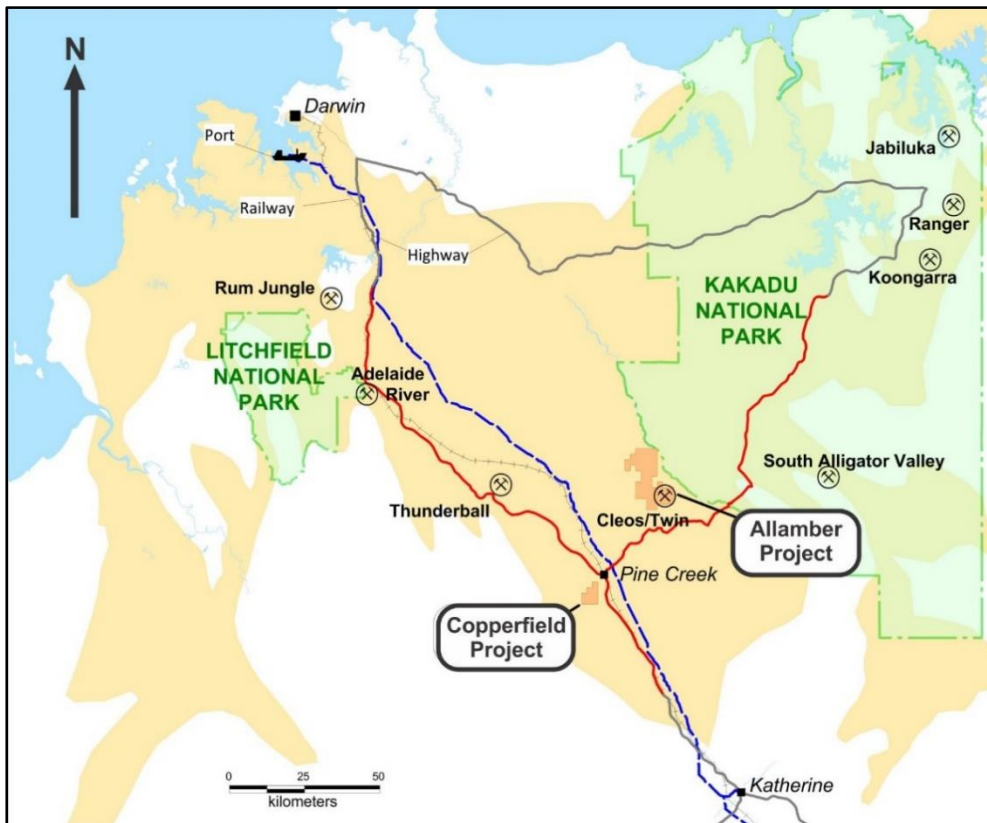 N
Darwin
Port
Railway
Highway
Jabiluka
Ranger
Koongarra
Rum Jungle
KAKADU
NATIONAL
PARK
LITCHFIELD
NATIONAL
PARK
Adelaide
River
South Alligator Valley
Thunderball
Cleos/Twin
Allamber
Project
Pine Creek
Copperfield
Project
0 25 50
kilometers
Katherine